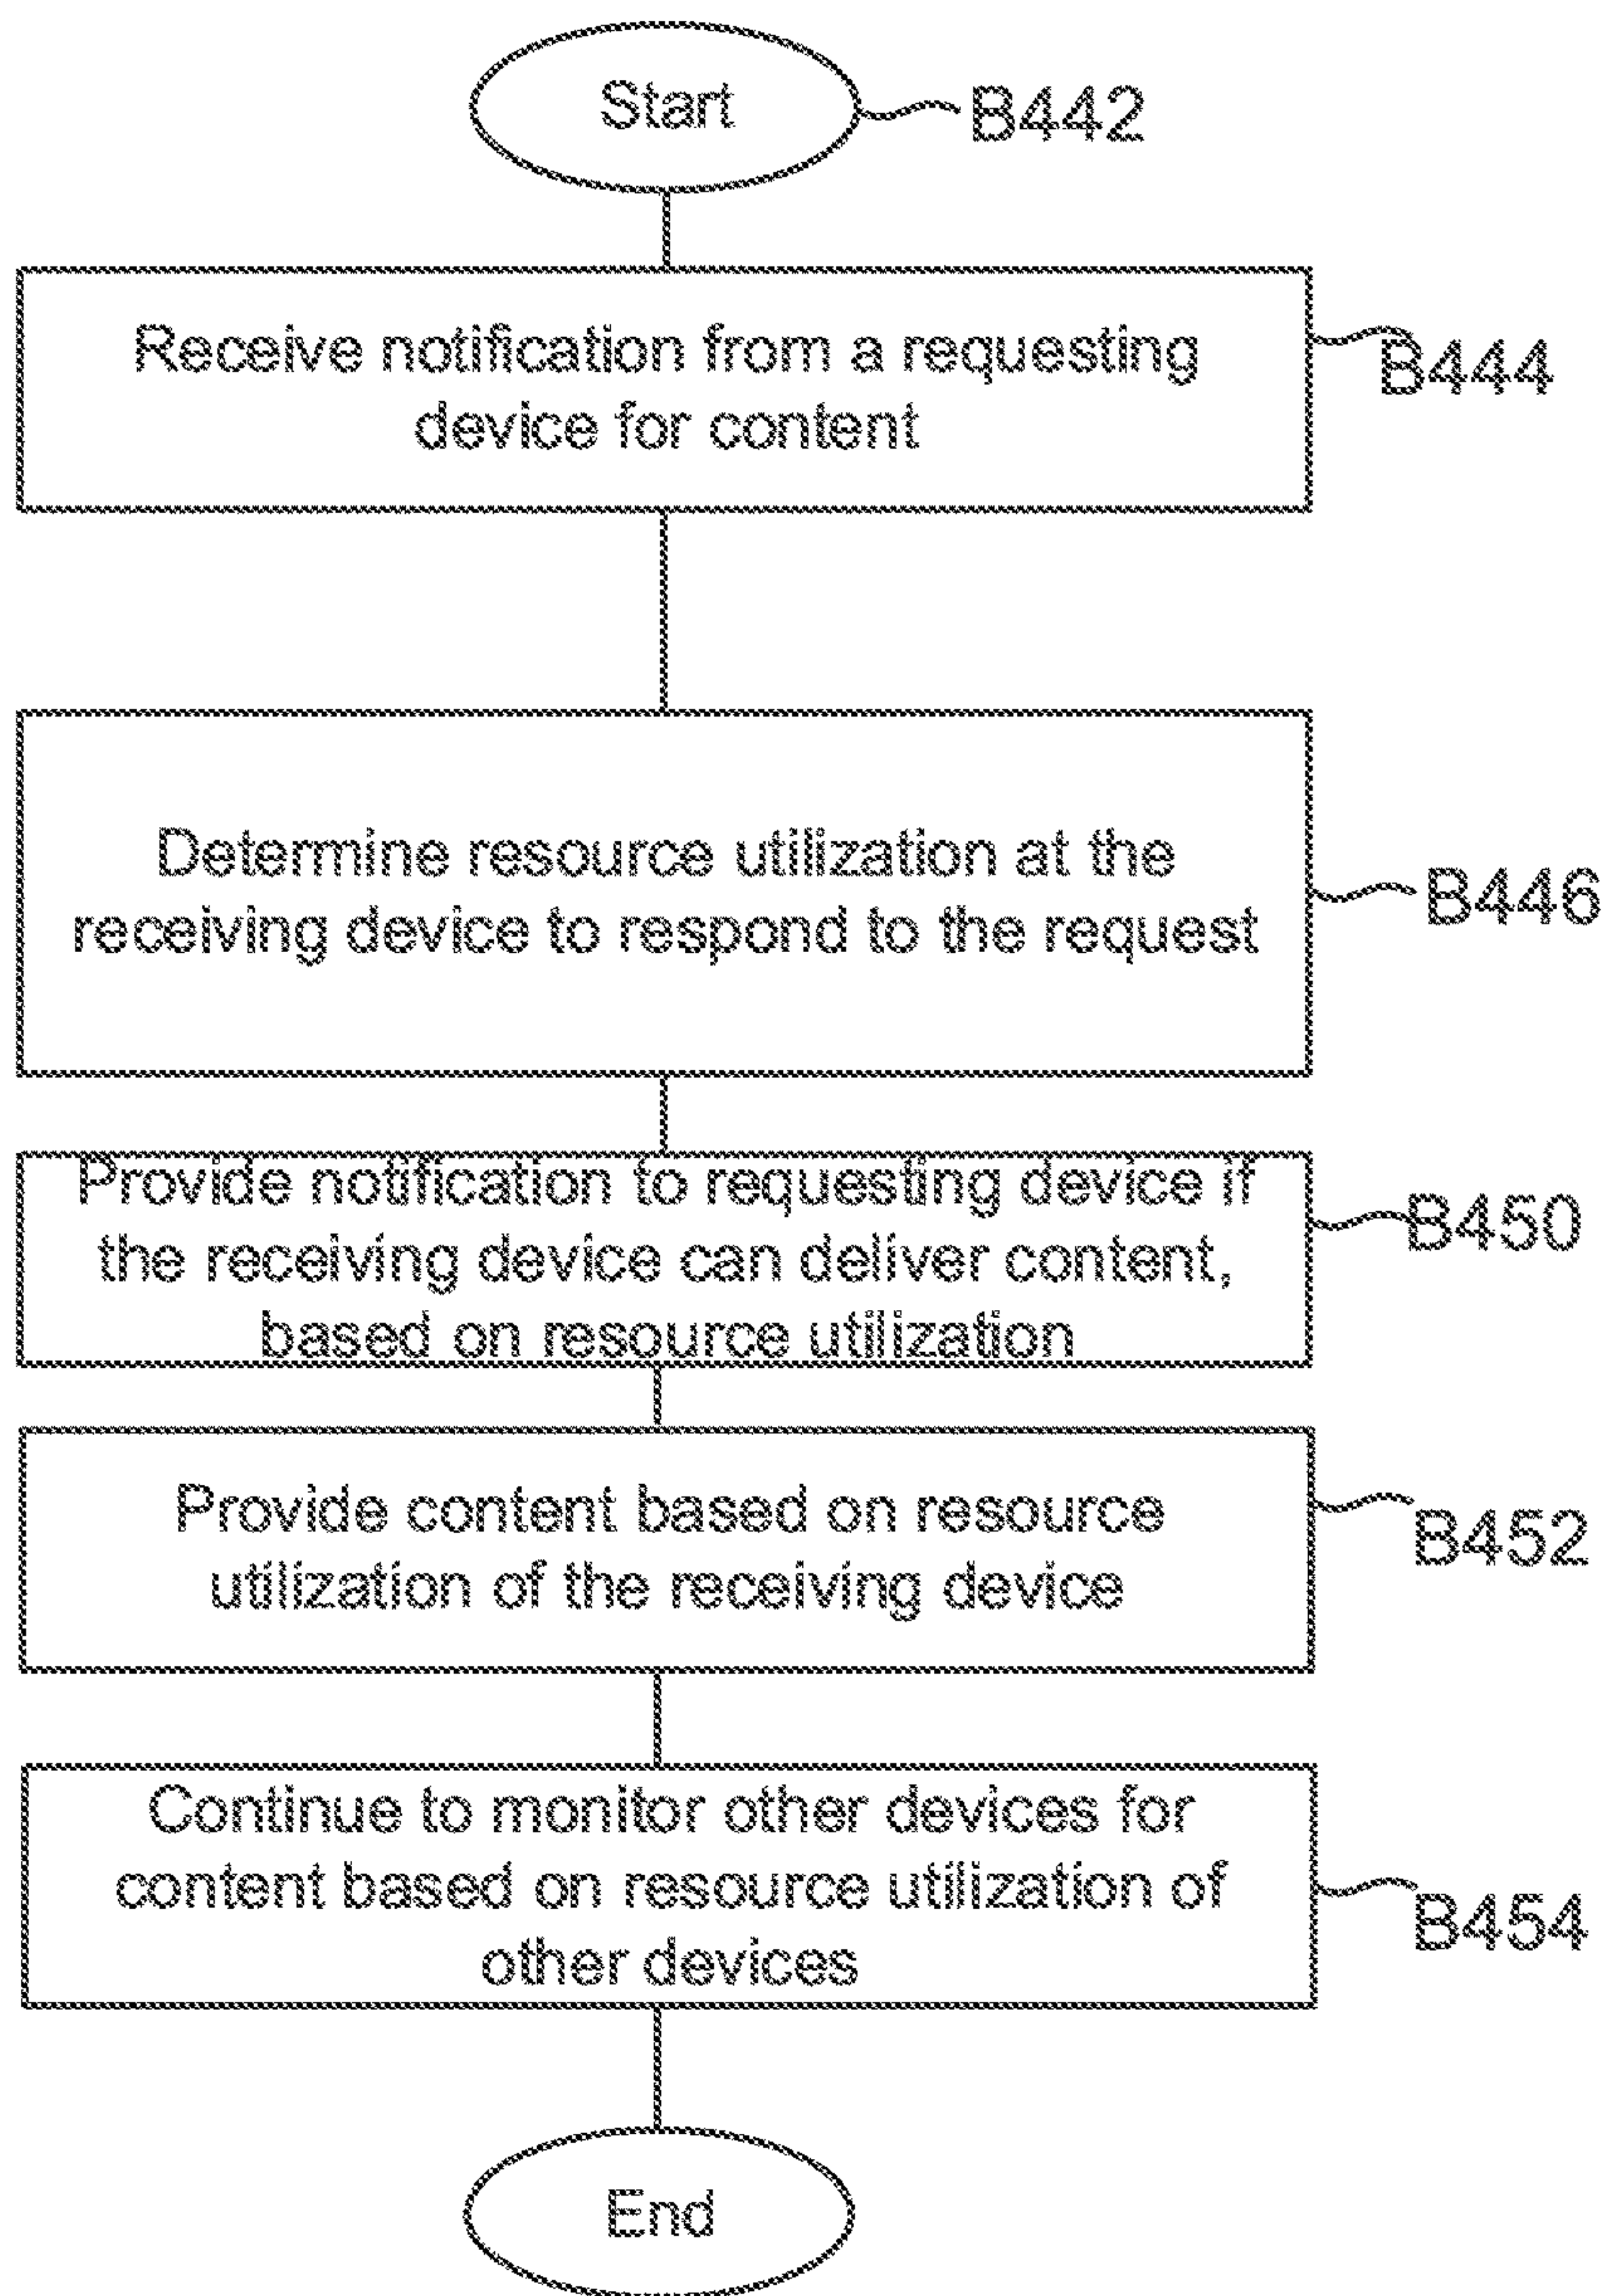 Start
B442
Receive notification from a requesting
device for content
B444
Determine resource utilization at the
receiving device to respond to the request
B446
Provide notification to requesting device if
the receiving device can deliver content,
based on resource utilization
B450
Provide content based on resource
utilization of the receiving device
B452
Continue to monitor other devices for
content based on resource utilization of
other devices
B454
End